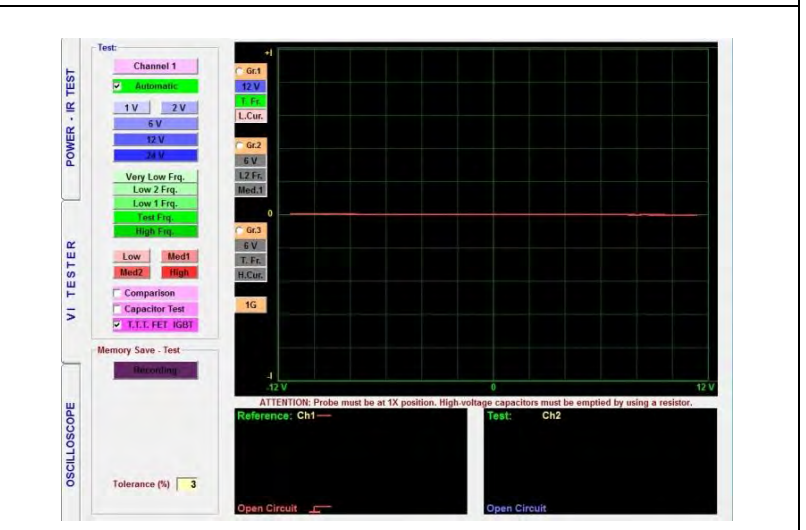 POWER - IR TEST
VI TESTER
OSCILLOSCOPE
Test:
Channel 1
Automatic
1 V 2 V
6 V
12 V
24 V
Very Low Frq.
Low 2 Frq.
Low 1 Frq.
Test Frq.
High Frq.
Low Med1
Med2 High
Comparison
Capacitor Test
T.T.T. FET IGBT
Memory Save - Test
Recording
Tolerance (%) 3
Gr.1
12 V
T. Fr.
L.Cur.
Gr.2
6 V
L2 Fr.
Med.1
Gr.3
6 V
T. Fr.
H.Cur.
1G
+I
0
-I
-12 V 0 12 V
ATTENTION: Probe must be at 1X position. High-voltage capacitors must be emptied by using a resistor.
Reference: Ch1
Open Circuit
Test: Ch2
Open Circuit